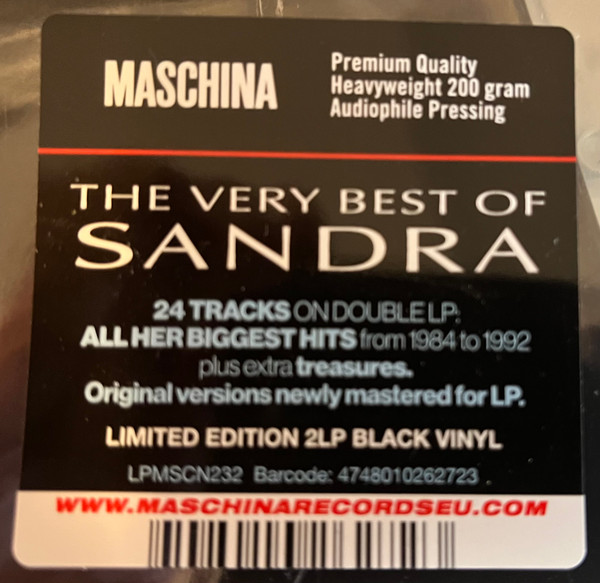 MASCHINA
Premium Quality
Heavyweight 200 gram
Audiophile Pressing
THE VERY BEST OF
SANDRA
24 TRACKS ON DOUBLE LP:
ALL HER BIGGEST HITS from 1984 to 1992
plus extra treasures.
Original versions newly mastered for LP.
LIMITED EDITION 2LP BLACK VINYL
LPMSCN232 Barcode: 4748010262723 .
WWW.MASCHINARECORDSEU.COM